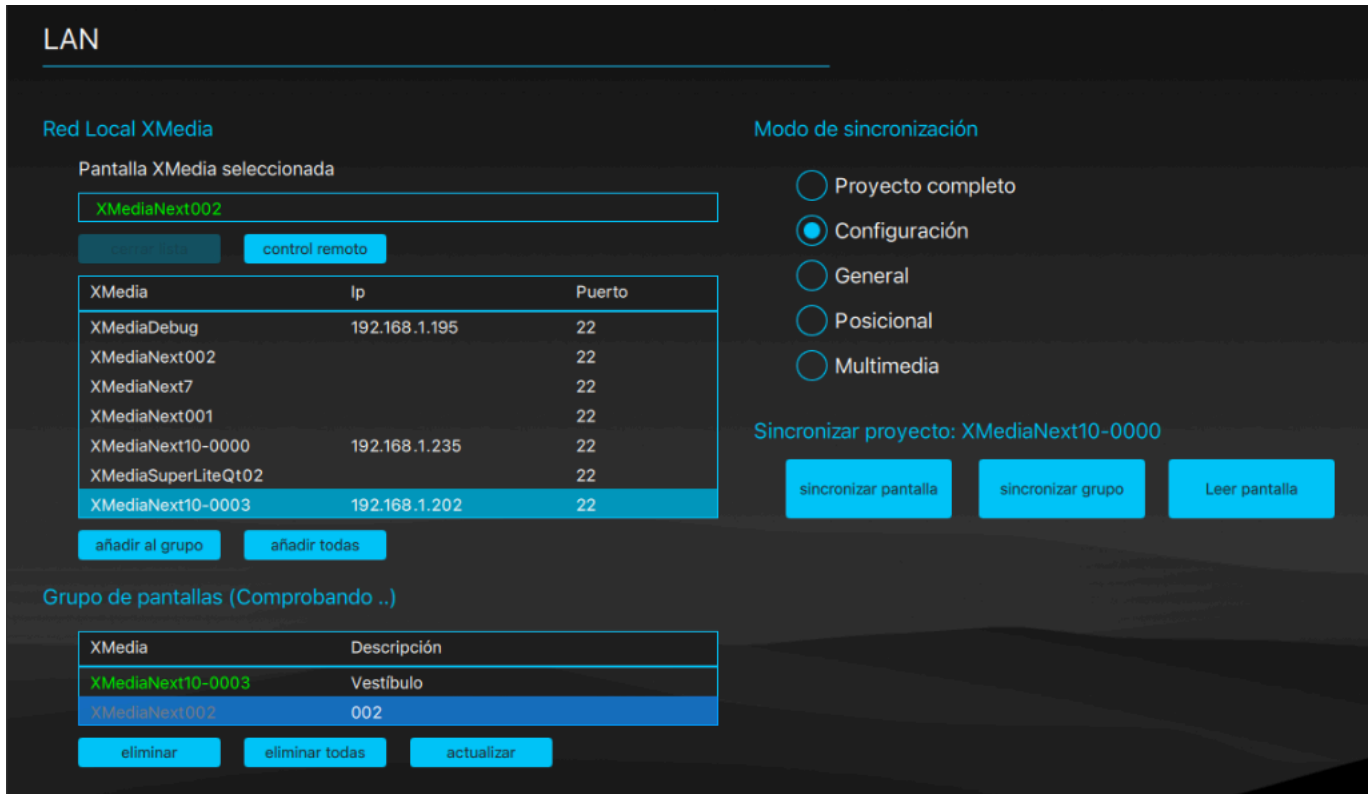 LAN
Red Local XMedia
Pantalla XMedia seleccionada
XMediaNext002
cerrar lista control remoto
XMedia Ip Puerto
XMediaDebug 192.168.1.195 22
XMediaNext002 22
XMediaNext7 22
XMediaNext001 22
XMediaNext10-0000 192.168.1.235 22
XMediaSuperLiteQt02 22
XMediaNext10-0003 192.168.1.202 22
añadir al grupo añadir todas
Grupo de pantallas (Comprobando ..)
XMedia Descripción
XMediaNext10-0003 Vestíbulo
XMediaNext002 002
eliminar eliminar todas actualizar
Modo de sincronización
Proyecto completo
Configuración
General
Posicional
Multimedia
Sincronizar proyecto: XMediaNext10-0000
sincronizar pantalla sincronizar grupo Leer pantalla